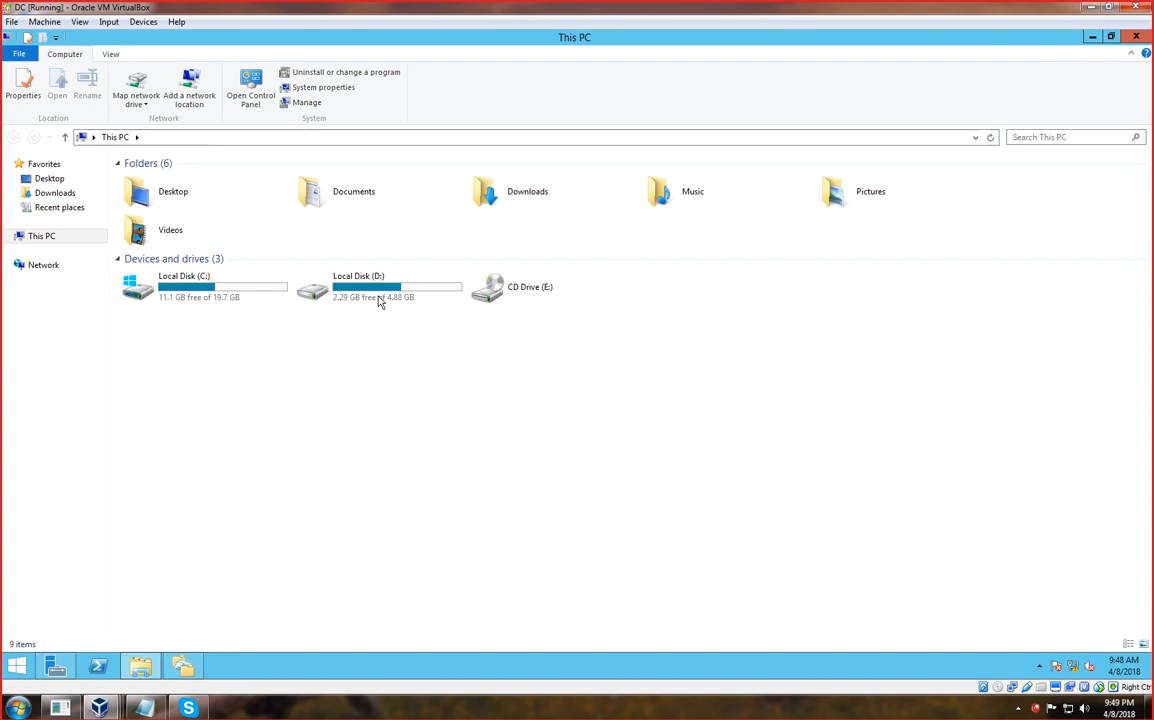 DC [Running] - Oracle VM VirtualBox
File Machine View Input Devices Help
This PC
File Computer View
Properties Open Rename Map network drive Add a network location Open Control Panel
Uninstall or change a program
System properties
Manage
Location Network System
This PC
Search This PC
Favorites
Desktop
Downloads
Recent places
This PC
Network
Folders (6)
Desktop Documents Downloads Music Pictures
Videos
Devices and drives (3)
Local Disk (C:)
11.1 GB free of 19.7 GB
Local Disk (D:)
2.29 GB free of 4.88 GB
CD Drive (E:)
9 items
9:48 AM
4/8/2018
Right Ctr
9:49 PM
4/8/2018